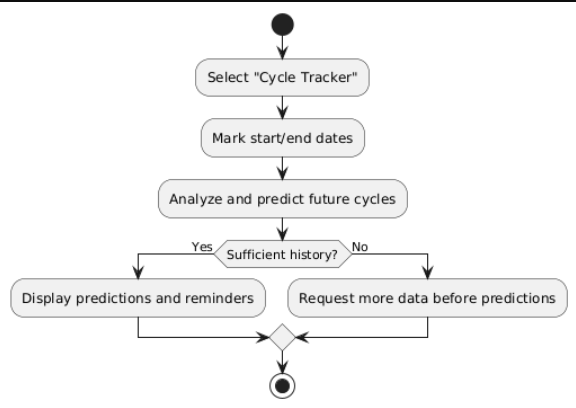 Select "Cycle Tracker"
Mark start/end dates
Analyze and predict future cycles
Yes
Sufficient history?
No
Display predictions and reminders
Request more data before predictions